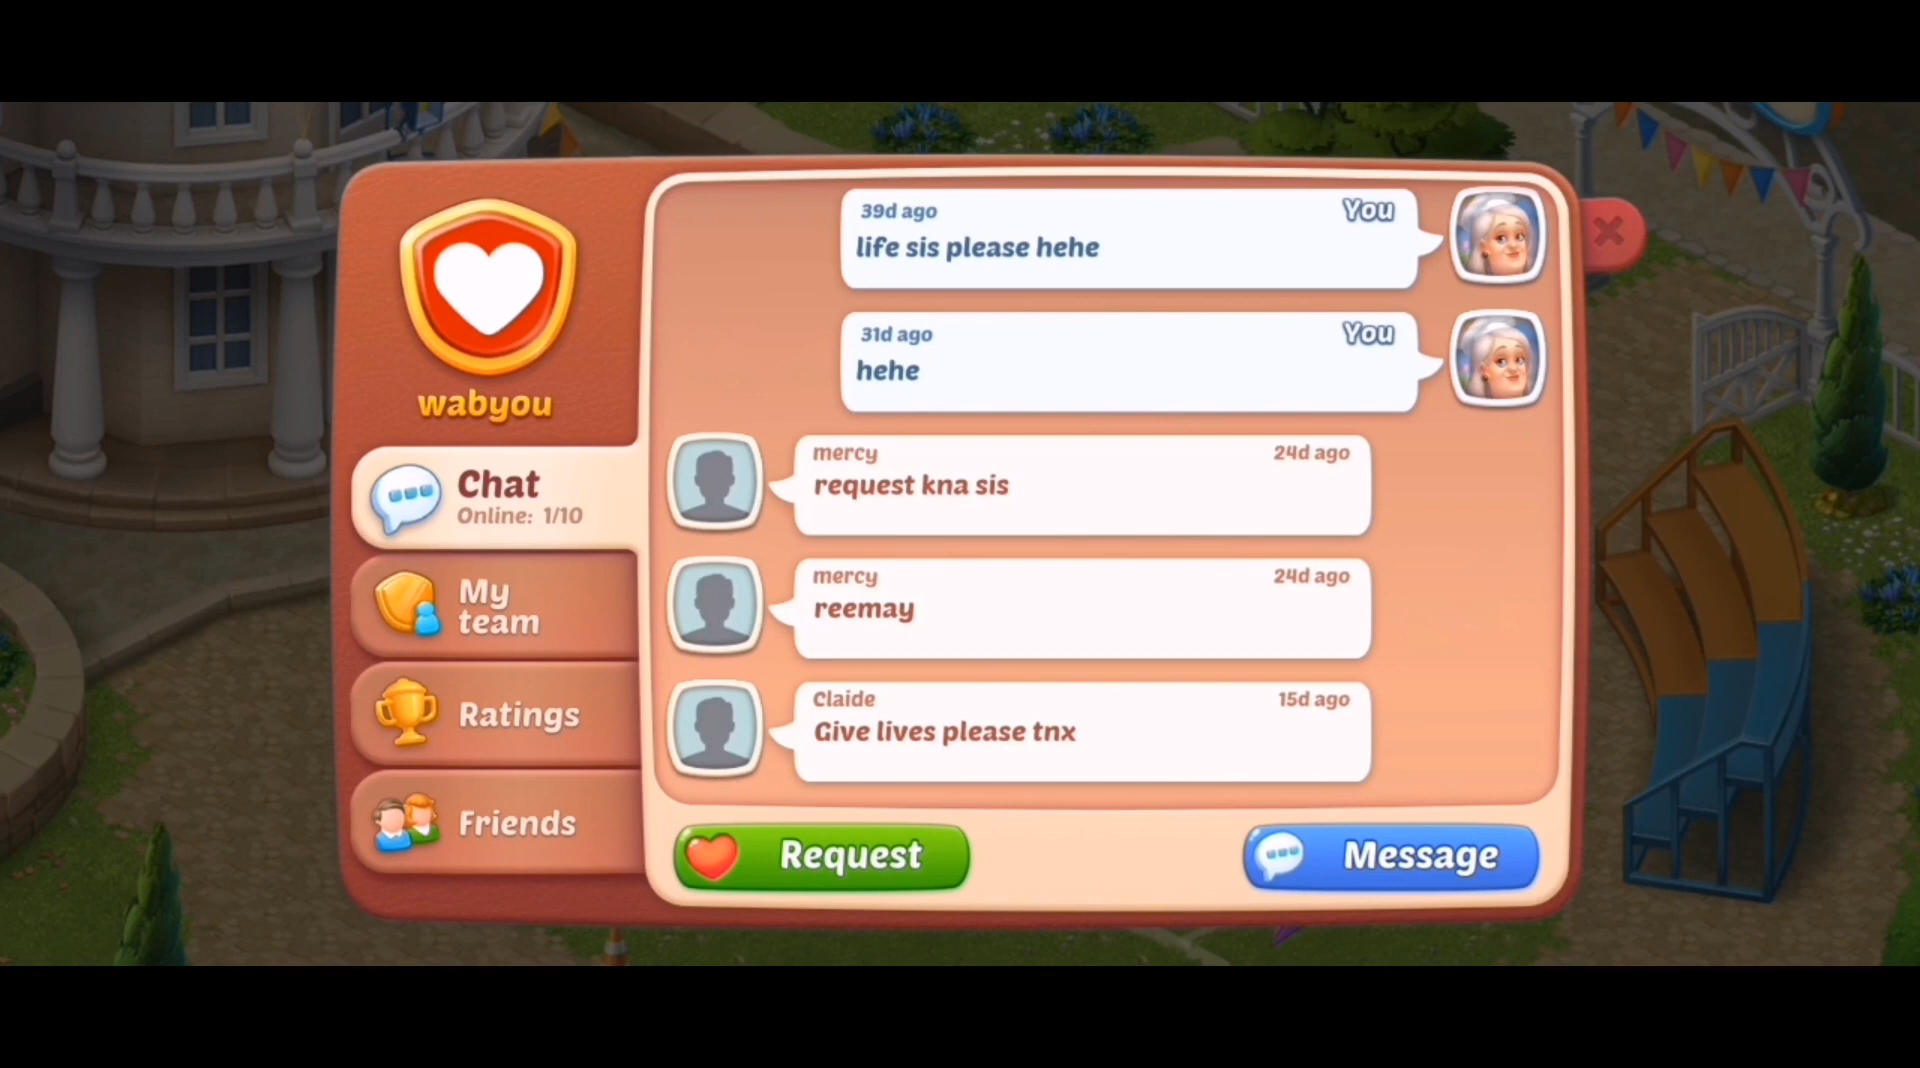 39d ago You
life sis please hehe
31d ago You
hehe
wabyou
mercy 24d ago
request kna sis
Chat
Online: 1/10
mercy 24d ago
reemay
My
team
Claide 15d ago
Give lives please tnx
Ratings
Friends
Request
Message